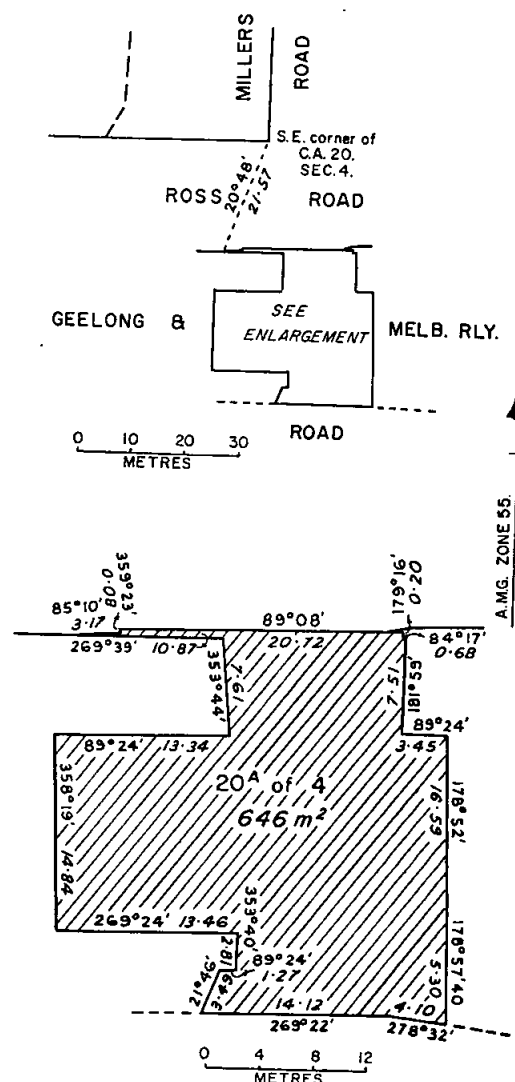 MILLERS
ROAD
S.E. corner of
C.A. 20.
SEC. 4.
20°48'
21·57
ROSS
ROAD
GEELONG &
SEE
ENLARGEMENT
MELB. RLY.
ROAD
0 10 20 30
METRES
A.M.G. ZONE 55.
359°23'
0·08
85°10'
3·17
269°39' 10·87
89°08'
20·72
179°16'
0·20
84°17'
0·68
353°44'
7·61
181°59'
7·51
89°24' 13·34
89°24'
3·45
20A of 4
646 m²
358°19'
14·84
178°52'
16·59
269°24' 13·46
353°40'
2·81
89°24'
1·27
21°46'
3·49
178°57'40
5·30
14·12
269°22'
4·10
278°32'
0 4 8 12
METRES